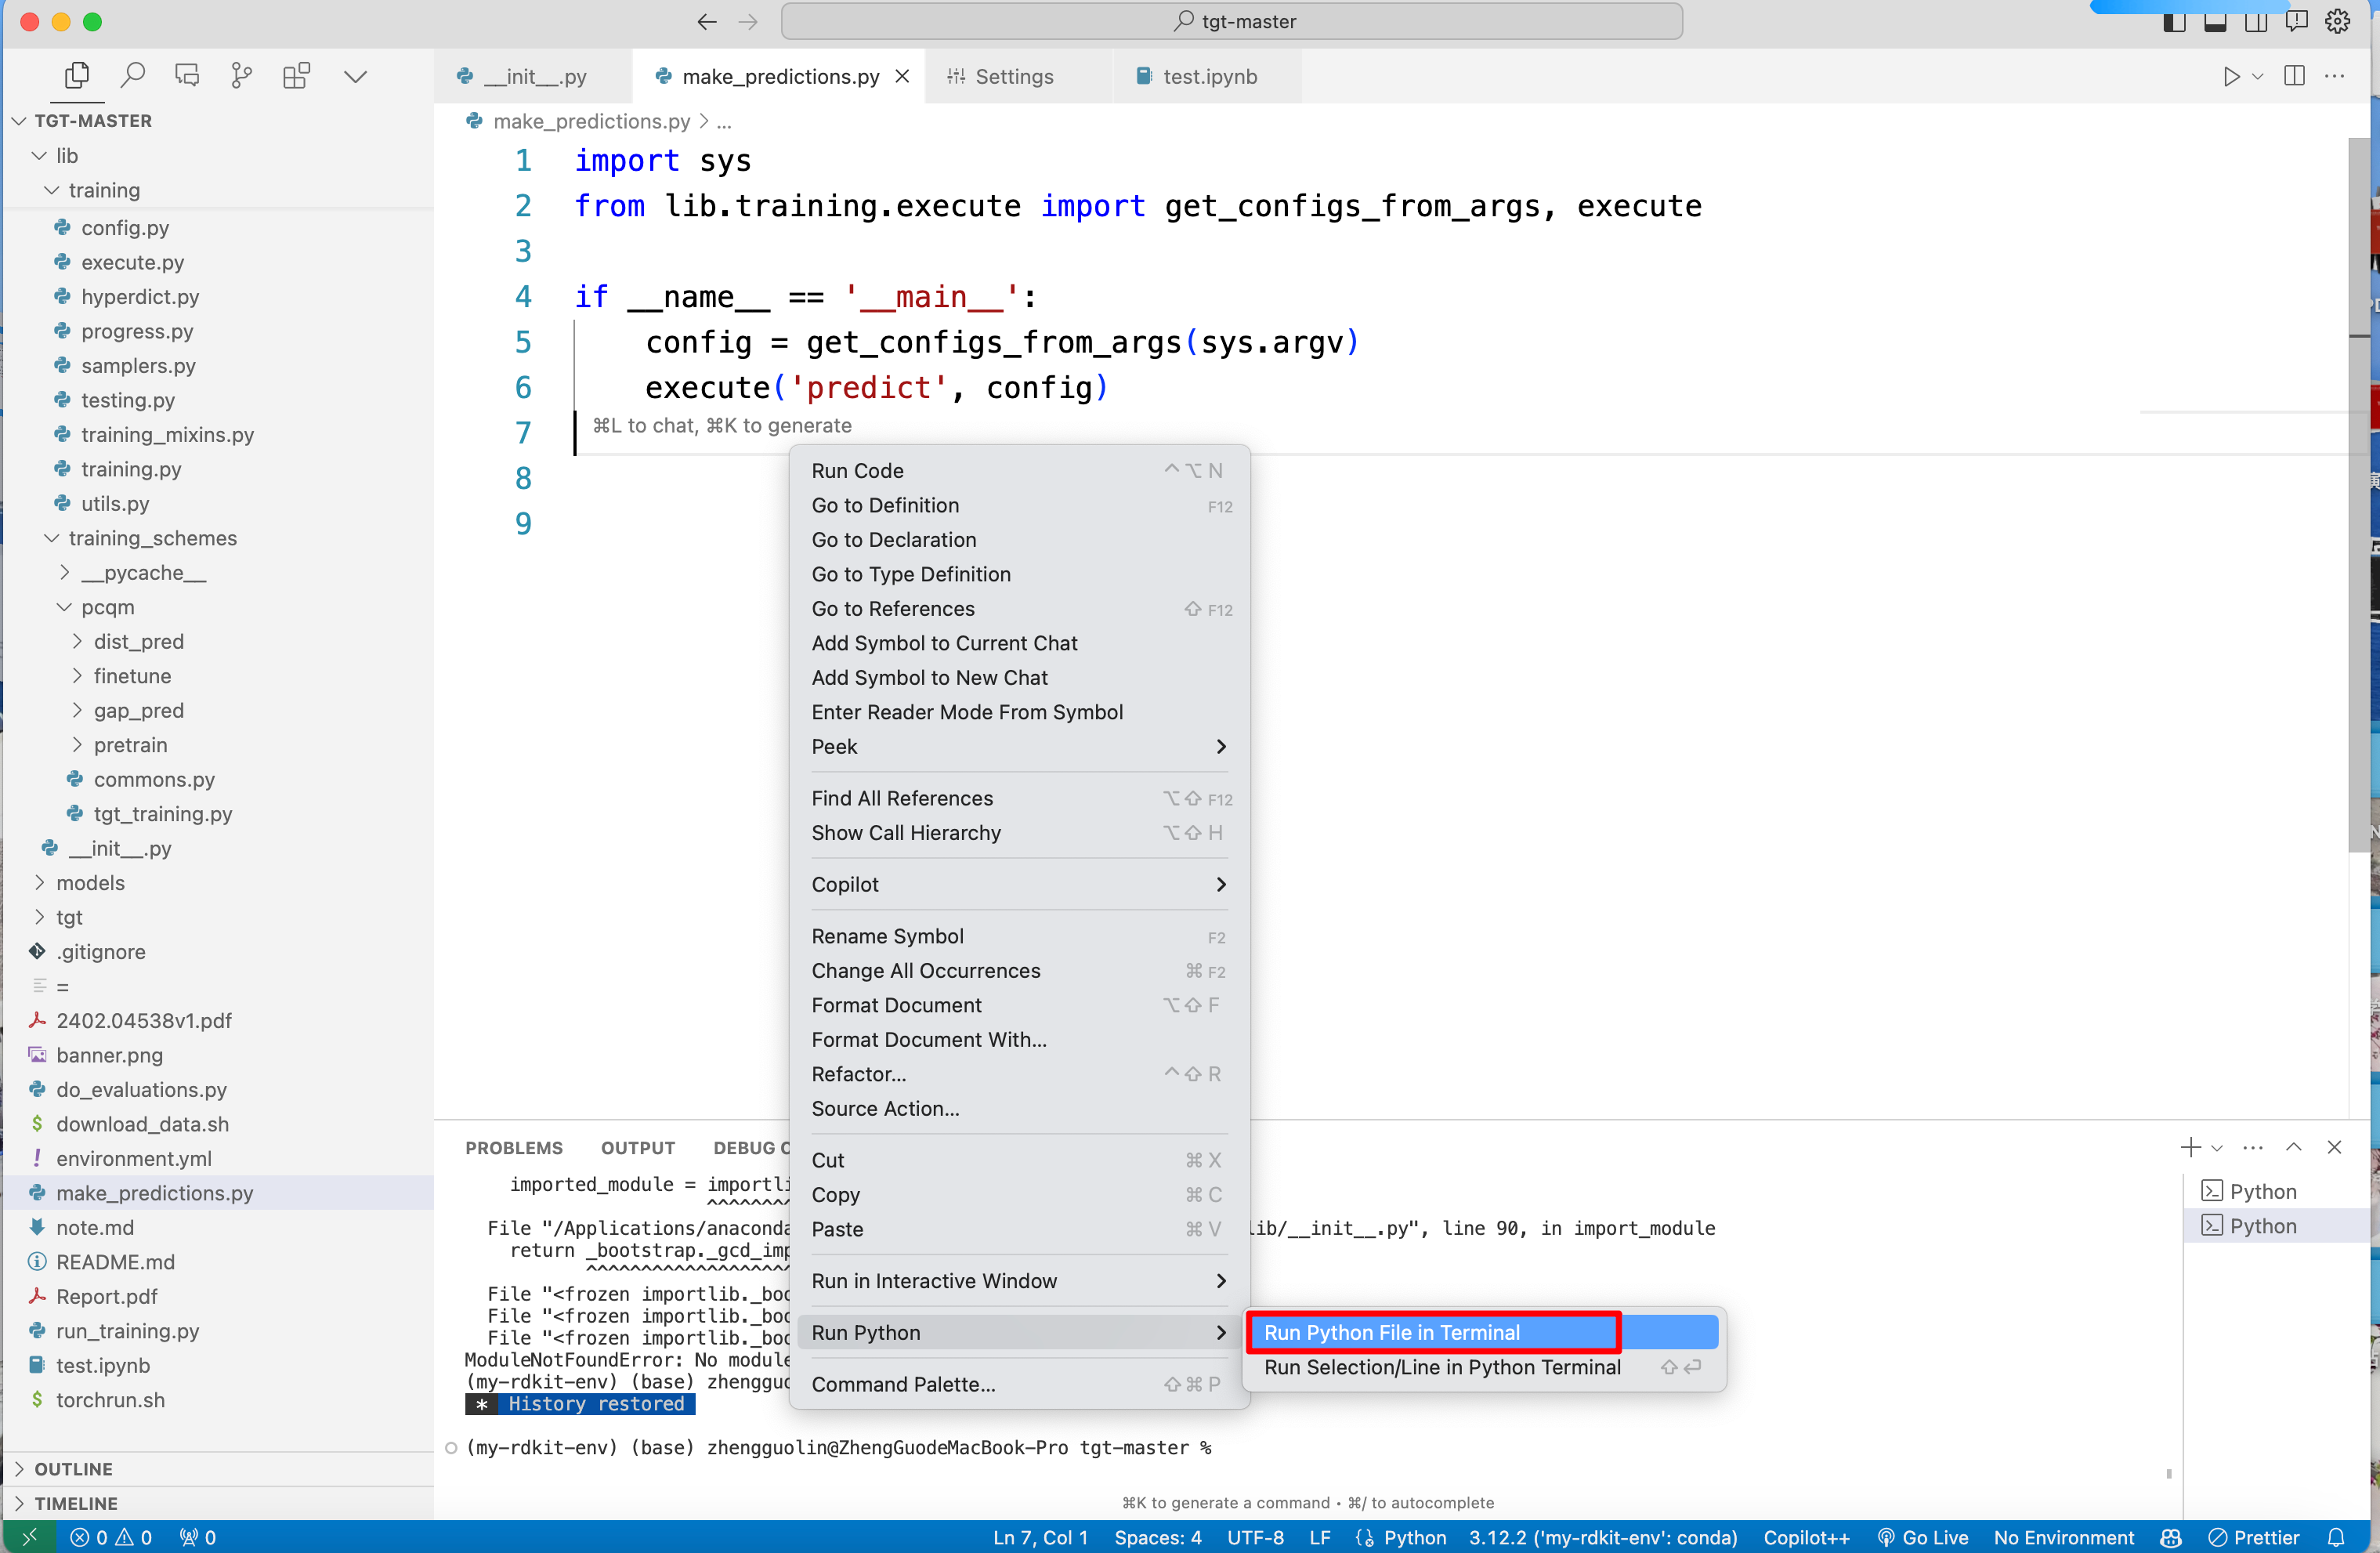 tgt-master
__init__.py
make_predictions.py
Settings
test.ipynb
TGT-MASTER
lib
training
config.py
execute.py
hyperdict.py
progress.py
samplers.py
testing.py
training_mixins.py
training.py
utils.py
training_schemes
__pycache__
pcqm
dist_pred
finetune
gap_pred
pretrain
commons.py
tgt_training.py
__init__.py
models
tgt
.gitignore
=
2402.04538v1.pdf
banner.png
do_evaluations.py
download_data.sh
environment.yml
make_predictions.py
note.md
README.md
Report.pdf
run_training.py
test.ipynb
torchrun.sh
OUTLINE
TIMELINE
make_predictions.py > ...
1 import sys
2 from lib.training.execute import get_configs_from_args, execute
3
4 if __name__ == '__main__':
5 config = get_configs_from_args(sys.argv)
6 execute('predict', config)
7 ⌘L to chat, ⌘K to generate
8
9
Run Code ^⌥ N
Go to Definition F12
Go to Declaration
Go to Type Definition
Go to References ⇧ F12
Add Symbol to Current Chat
Add Symbol to New Chat
Enter Reader Mode From Symbol
Peek
Find All References ⌥⇧ F12
Show Call Hierarchy ⌥⇧ H
Copilot
Rename Symbol F2
Change All Occurrences ⌘ F2
Format Document ⌥⇧ F
Format Document With...
Refactor... ^⇧ R
Source Action...
Cut ⌘ X
Copy ⌘ C
Paste ⌘ V
Run in Interactive Window
Run Python
Command Palette... ⇧⌘ P
Run Python File in Terminal
Run Selection/Line in Python Terminal ⇧⏎
PROBLEMS OUTPUT DEBUG
imported_module = importli
^^^^^^^^
File "/Applications/anaconda lib/__init__.py", line 90, in import_module
return _bootstrap._gcd_imp
^^^^^^^^^^^^^^^^^^
File "<frozen importlib._boo
File "<frozen importlib._boo
File "<frozen importlib._boo
ModuleNotFoundError: No module
(my-rdkit-env) (base) zhengguo
* History restored
(my-rdkit-env) (base) zhengguolin@ZhengGuodeMacBook-Pro tgt-master %
⌘K to generate a command • ⌘/ to autocomplete
Python
Python
0 0 0
Ln 7, Col 1 Spaces: 4 UTF-8 LF Python 3.12.2 ('my-rdkit-env': conda) Copilot++ Go Live No Environment Prettier